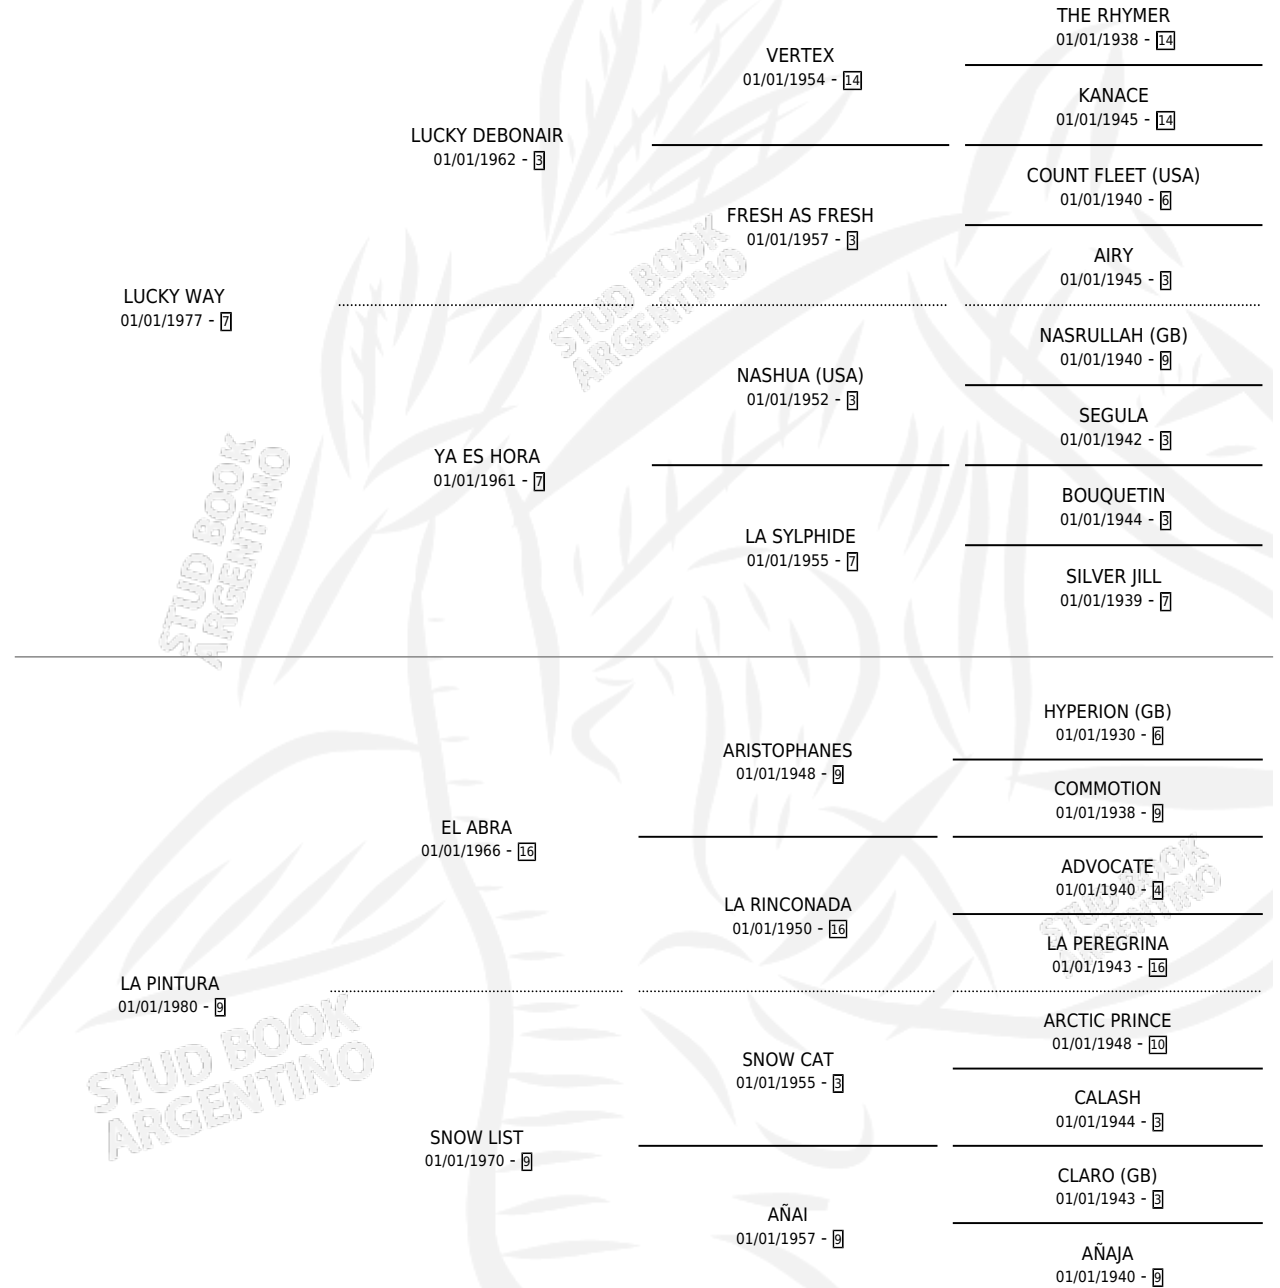 THE RHYMER
01/01/1938 - 14
VERTEX
01/01/1954 - 14
KANACE
01/01/1945 - 14
LUCKY DEBONAIR
01/01/1962 - 3
COUNT FLEET (USA)
01/01/1940 - 6
FRESH AS FRESH
01/01/1957 - 3
AIRY
01/01/1945 - 3
LUCKY WAY
01/01/1977 - 7
STUD BOOK
ARGENTINO
NASRULLAH (GB)
01/01/1940 - 9
NASHUA (USA)
01/01/1952 - 3
SEGULA
01/01/1942 - 3
YA ES HORA
01/01/1961 - 7
BOUQUETIN
01/01/1944 - 3
LA SYLPHIDE
01/01/1955 - 7
SILVER JILL
01/01/1939 - 7
STUD BOOK
ARGENTINO
HYPERION (GB)
01/01/1930 - 6
ARISTOPHANES
01/01/1948 - 9
COMMOTION
01/01/1938 - 9
EL ABRA
01/01/1966 - 16
ADVOCATE
01/01/1940 - 4
LA RINCONADA
01/01/1950 - 16
LA PEREGRINA
01/01/1943 - 16
STUD BOOK
ARGENTINO
LA PINTURA
01/01/1980 - 9
ARCTIC PRINCE
01/01/1948 - 10
SNOW CAT
01/01/1955 - 3
CALASH
01/01/1944 - 3
STUD BOOK
ARGENTINO
SNOW LIST
01/01/1970 - 9
CLARO (GB)
01/01/1943 - 3
AÑAI
01/01/1957 - 9
AÑAJA
01/01/1940 - 9